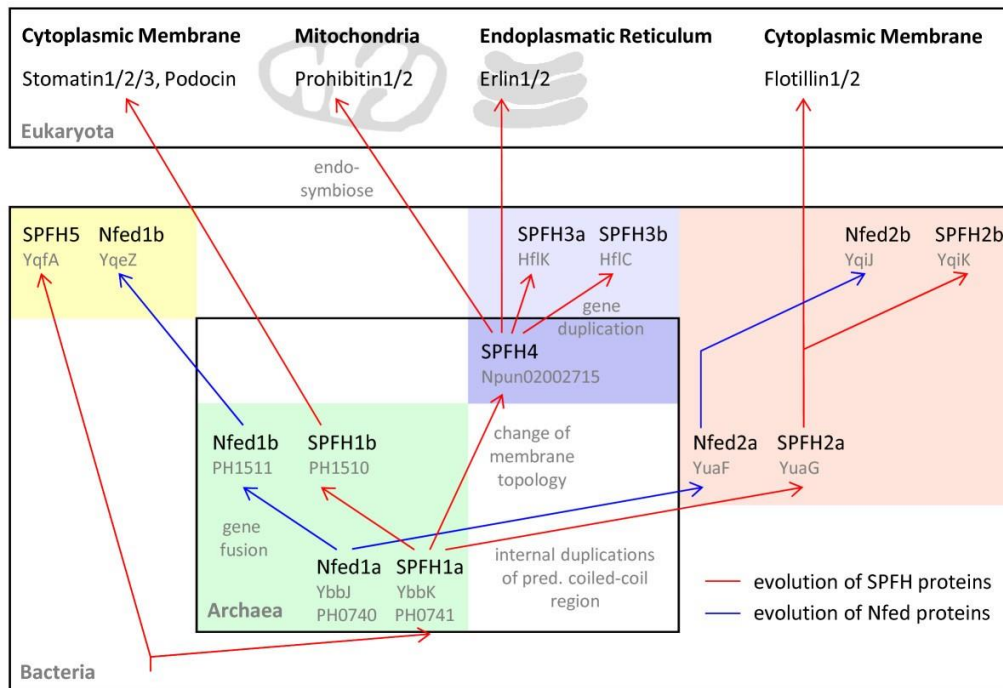 Cytoplasmic Membrane
Mitochondria
Endoplasmatic Reticulum
Cytoplasmic Membrane
Stomatin1/2/3, Podocin
Prohibitin1/2
Erlin1/2
Flotillin1/2
Eukaryota
endo-
symbiose
SPFH5
YqfA
Nfed1b
YqeZ
SPFH3a
HflK
SPFH3b
HflC
Nfed2b
YqiJ
SPFH2b
YqiK
gene
duplication
SPFH4
Npun02002715
Nfed1b
PH1511
SPFH1b
PH1510
change of
membrane
topology
Nfed2a
YuaF
SPFH2a
YuaG
gene
fusion
Nfed1a
YbbJ
PH0740
SPFH1a
YbbK
PH0741
internal duplications
of pred. coiled-coil
region
Archaea
evolution of SPFH proteins
evolution of Nfed proteins
Bacteria